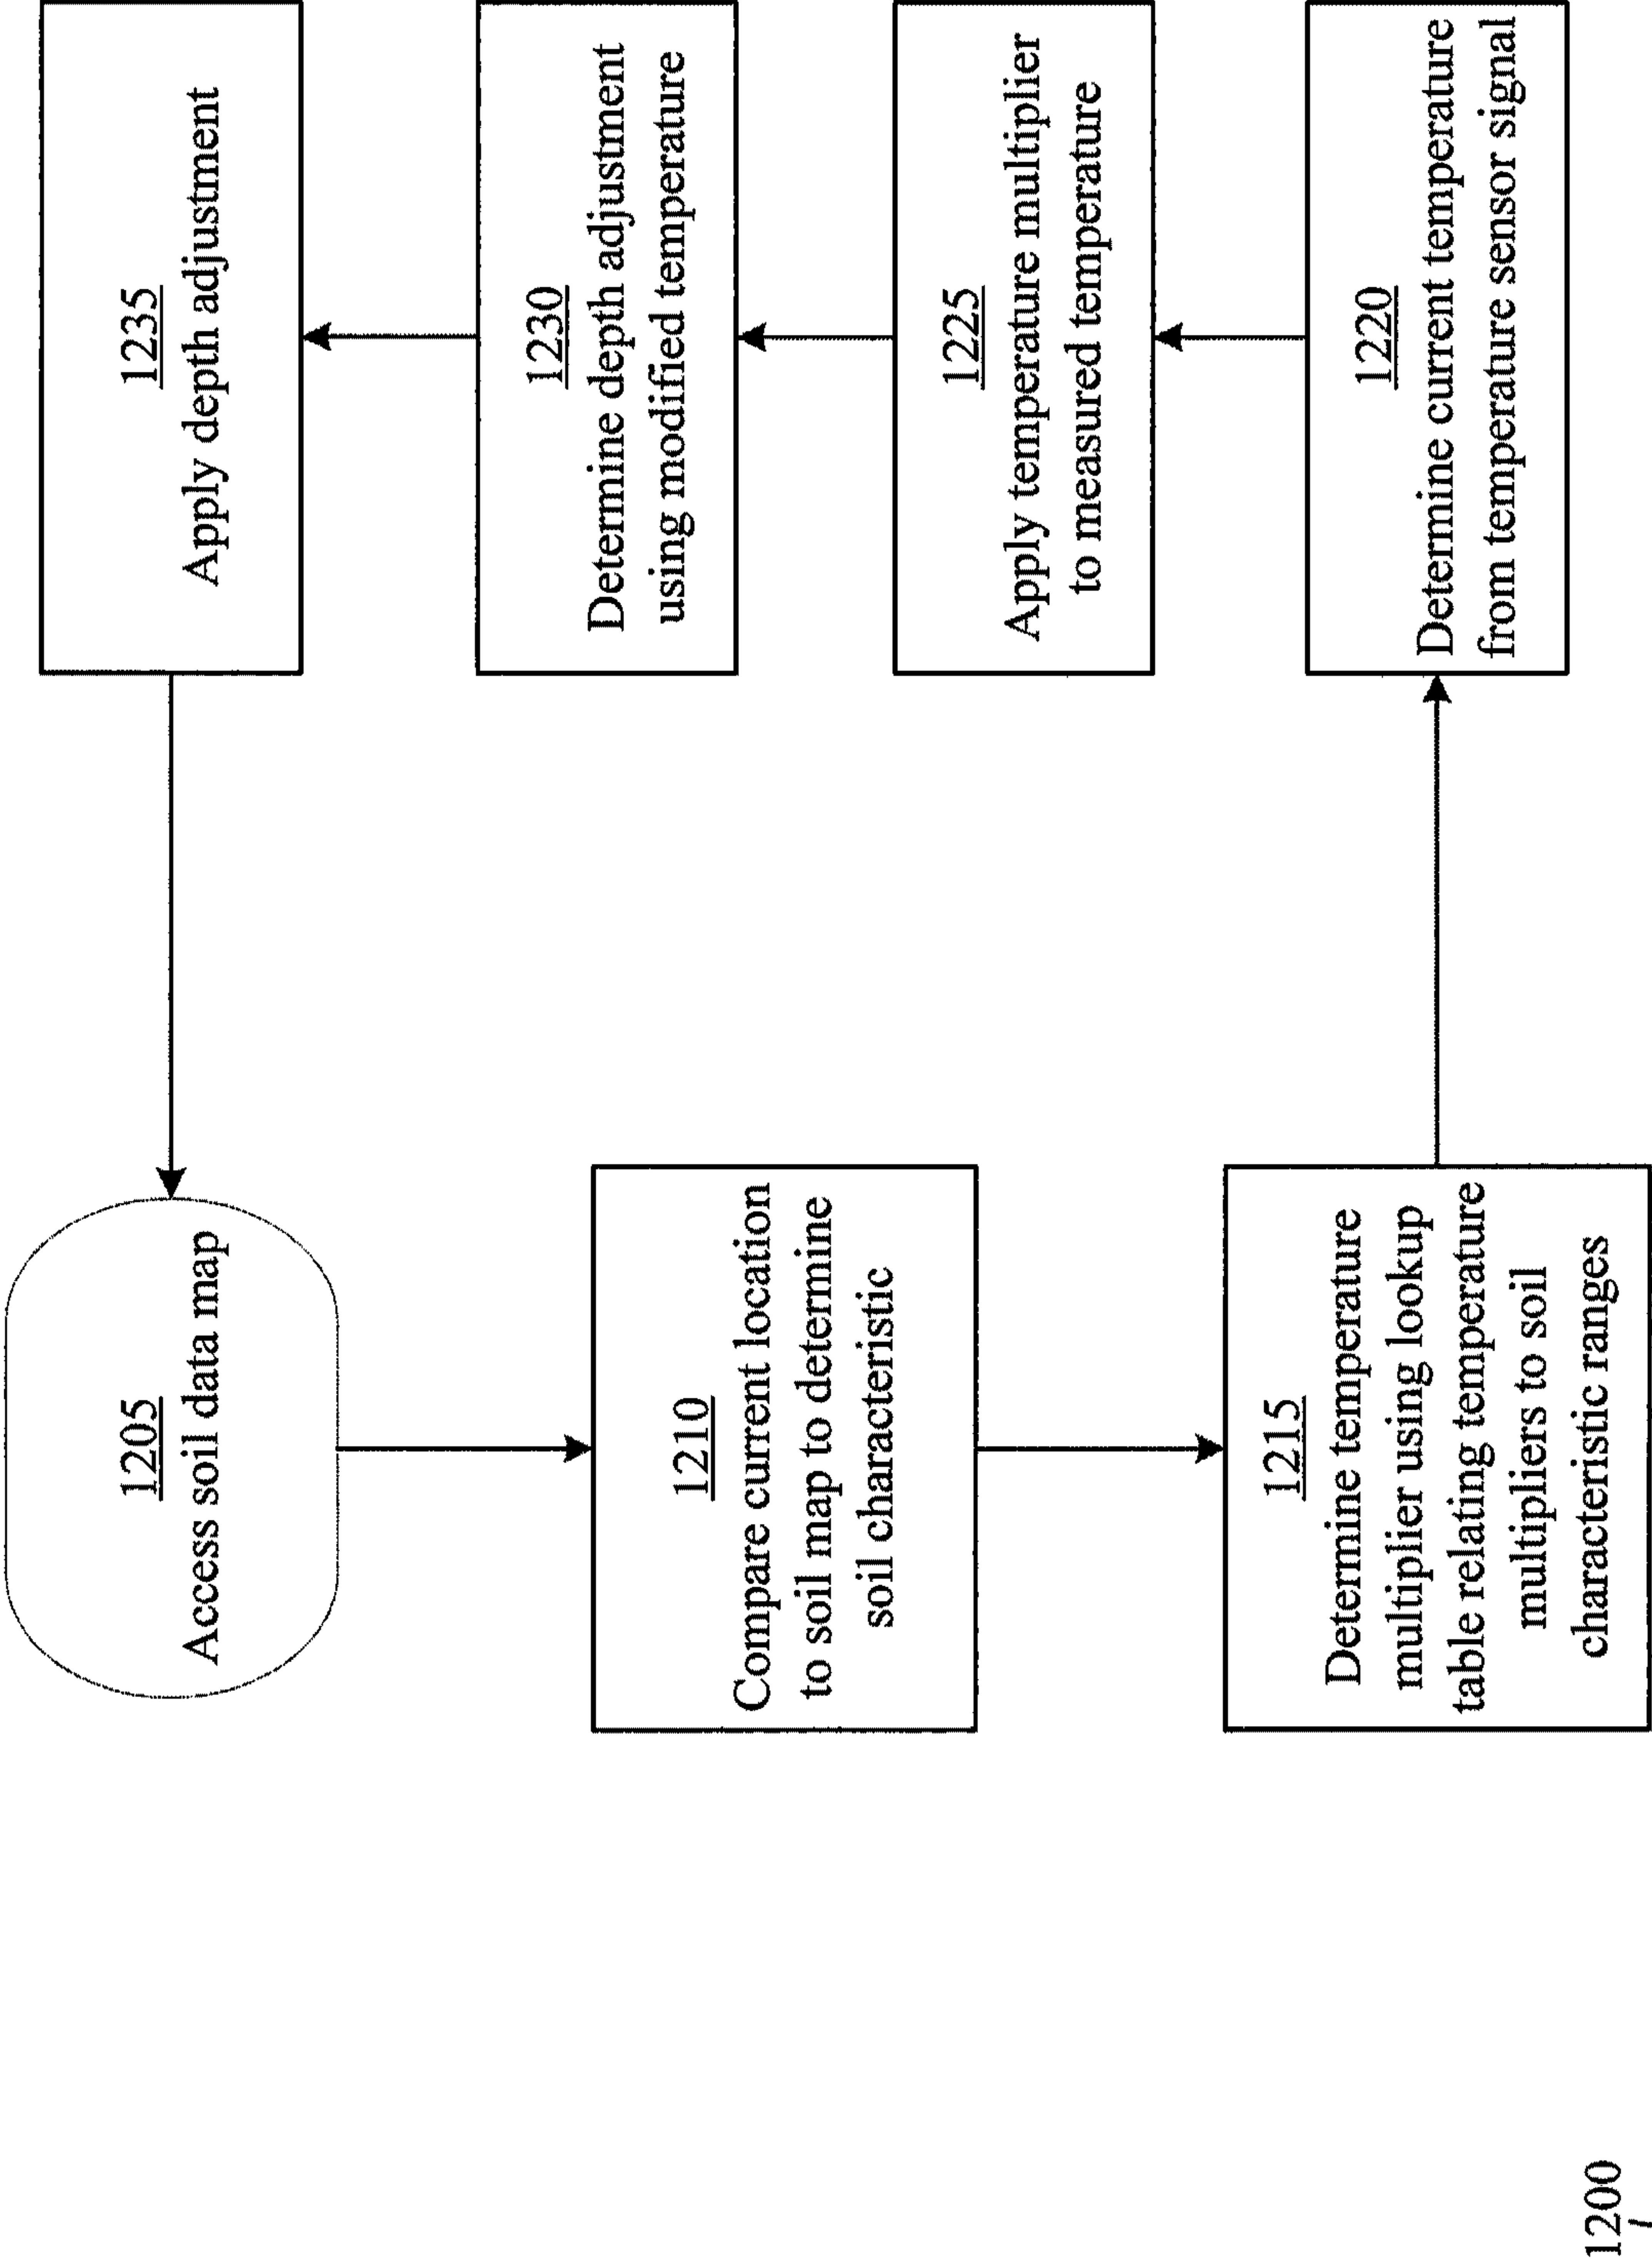 1205
Access soil data map
1210
Compare current location
to soil map to determine
soil characteristic
1215
Determine temperature
multiplier using lookup
table relating temperature
multipliers to soil
characteristic ranges
1220
Determine current temperature
from temperature sensor signal
1225
Apply temperature multiplier
to measured temperature
1230
Determine depth adjustment
using modified temperature
1235
Apply depth adjustment
1200